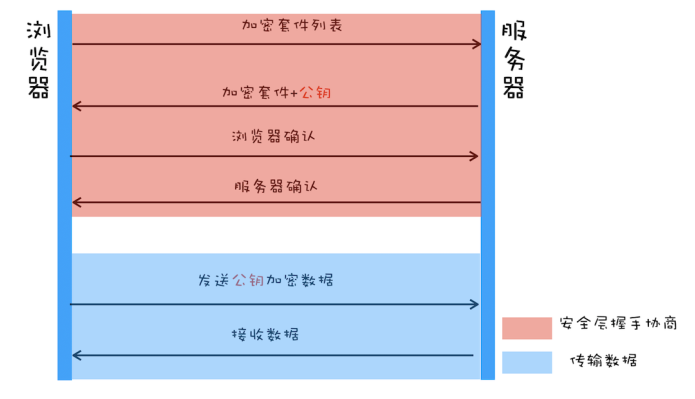 浏览器
服务器
加密套件列表
加密套件+公钥
浏览器确认
服务器确认
发送公钥加密数据
接收数据
安全层握手协商
传输数据